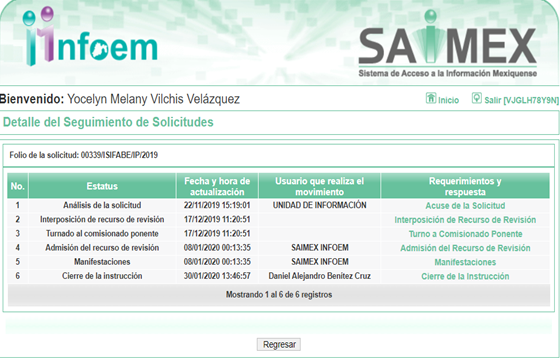 infoem
SAIMEX
Sistema de Acceso a la Información Mexiquense
Bienvenido: Yocelyn Melany Vilchis Velázquez
Inicio Salir [VJGLH78Y9N]
Detalle del Seguimiento de Solicitudes
Folio de la solicitud: 00339/ISIFABE/IP/2019
No. Estatus Fecha y hora de actualización Usuario que realiza el movimiento Requerimientos y respuesta
1 Análisis de la solicitud 22/11/2019 15:19:01 UNIDAD DE INFORMACIÓN Acuse de la Solicitud
2 Interposición de recurso de revisión 17/12/2019 11:20:51 Interposición de Recurso de Revisión
3 Turnado al comisionado ponente 17/12/2019 11:20:51 Turno a Comisionado Ponente
4 Admisión del recurso de revisión 08/01/2020 00:13:35 SAIMEX INFOEM Admisión del Recurso de Revisión
5 Manifestaciones 08/01/2020 00:13:35 SAIMEX INFOEM Manifestaciones
6 Cierre de la instrucción 30/01/2020 13:46:57 Daniel Alejandro Benitez Cruz Cierre de la Instrucción
Mostrando 1 al 6 de 6 registros
Regresar